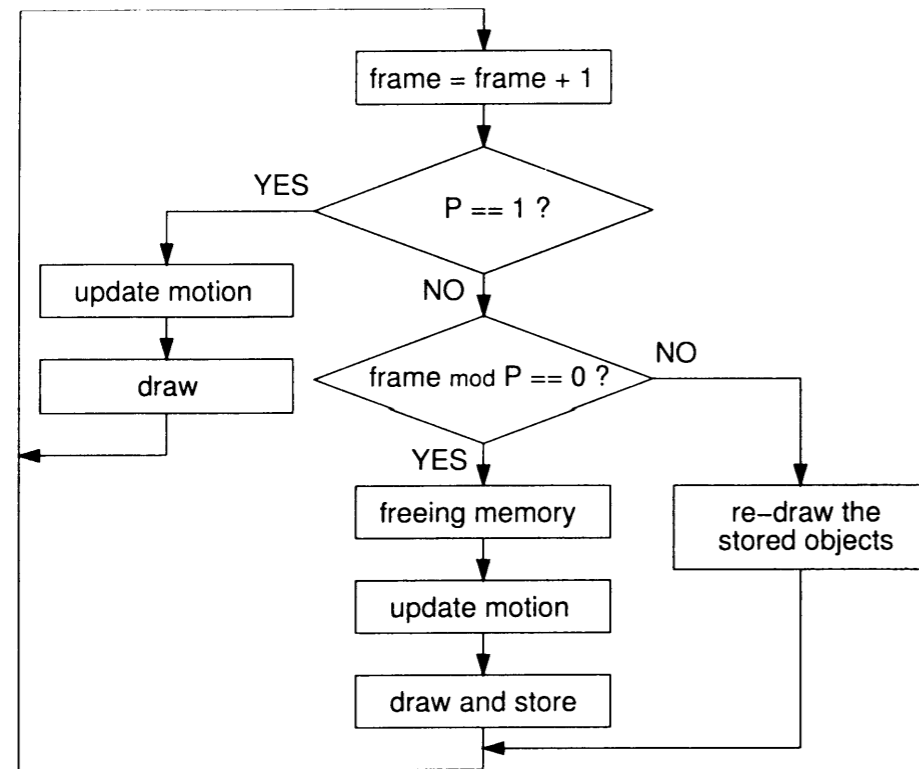 frame = frame + 1
YES
P == 1 ?
update motion
NO
draw
frame mod P == 0 ?
NO
YES
freeing memory
re–draw the
stored objects
update motion
draw and store